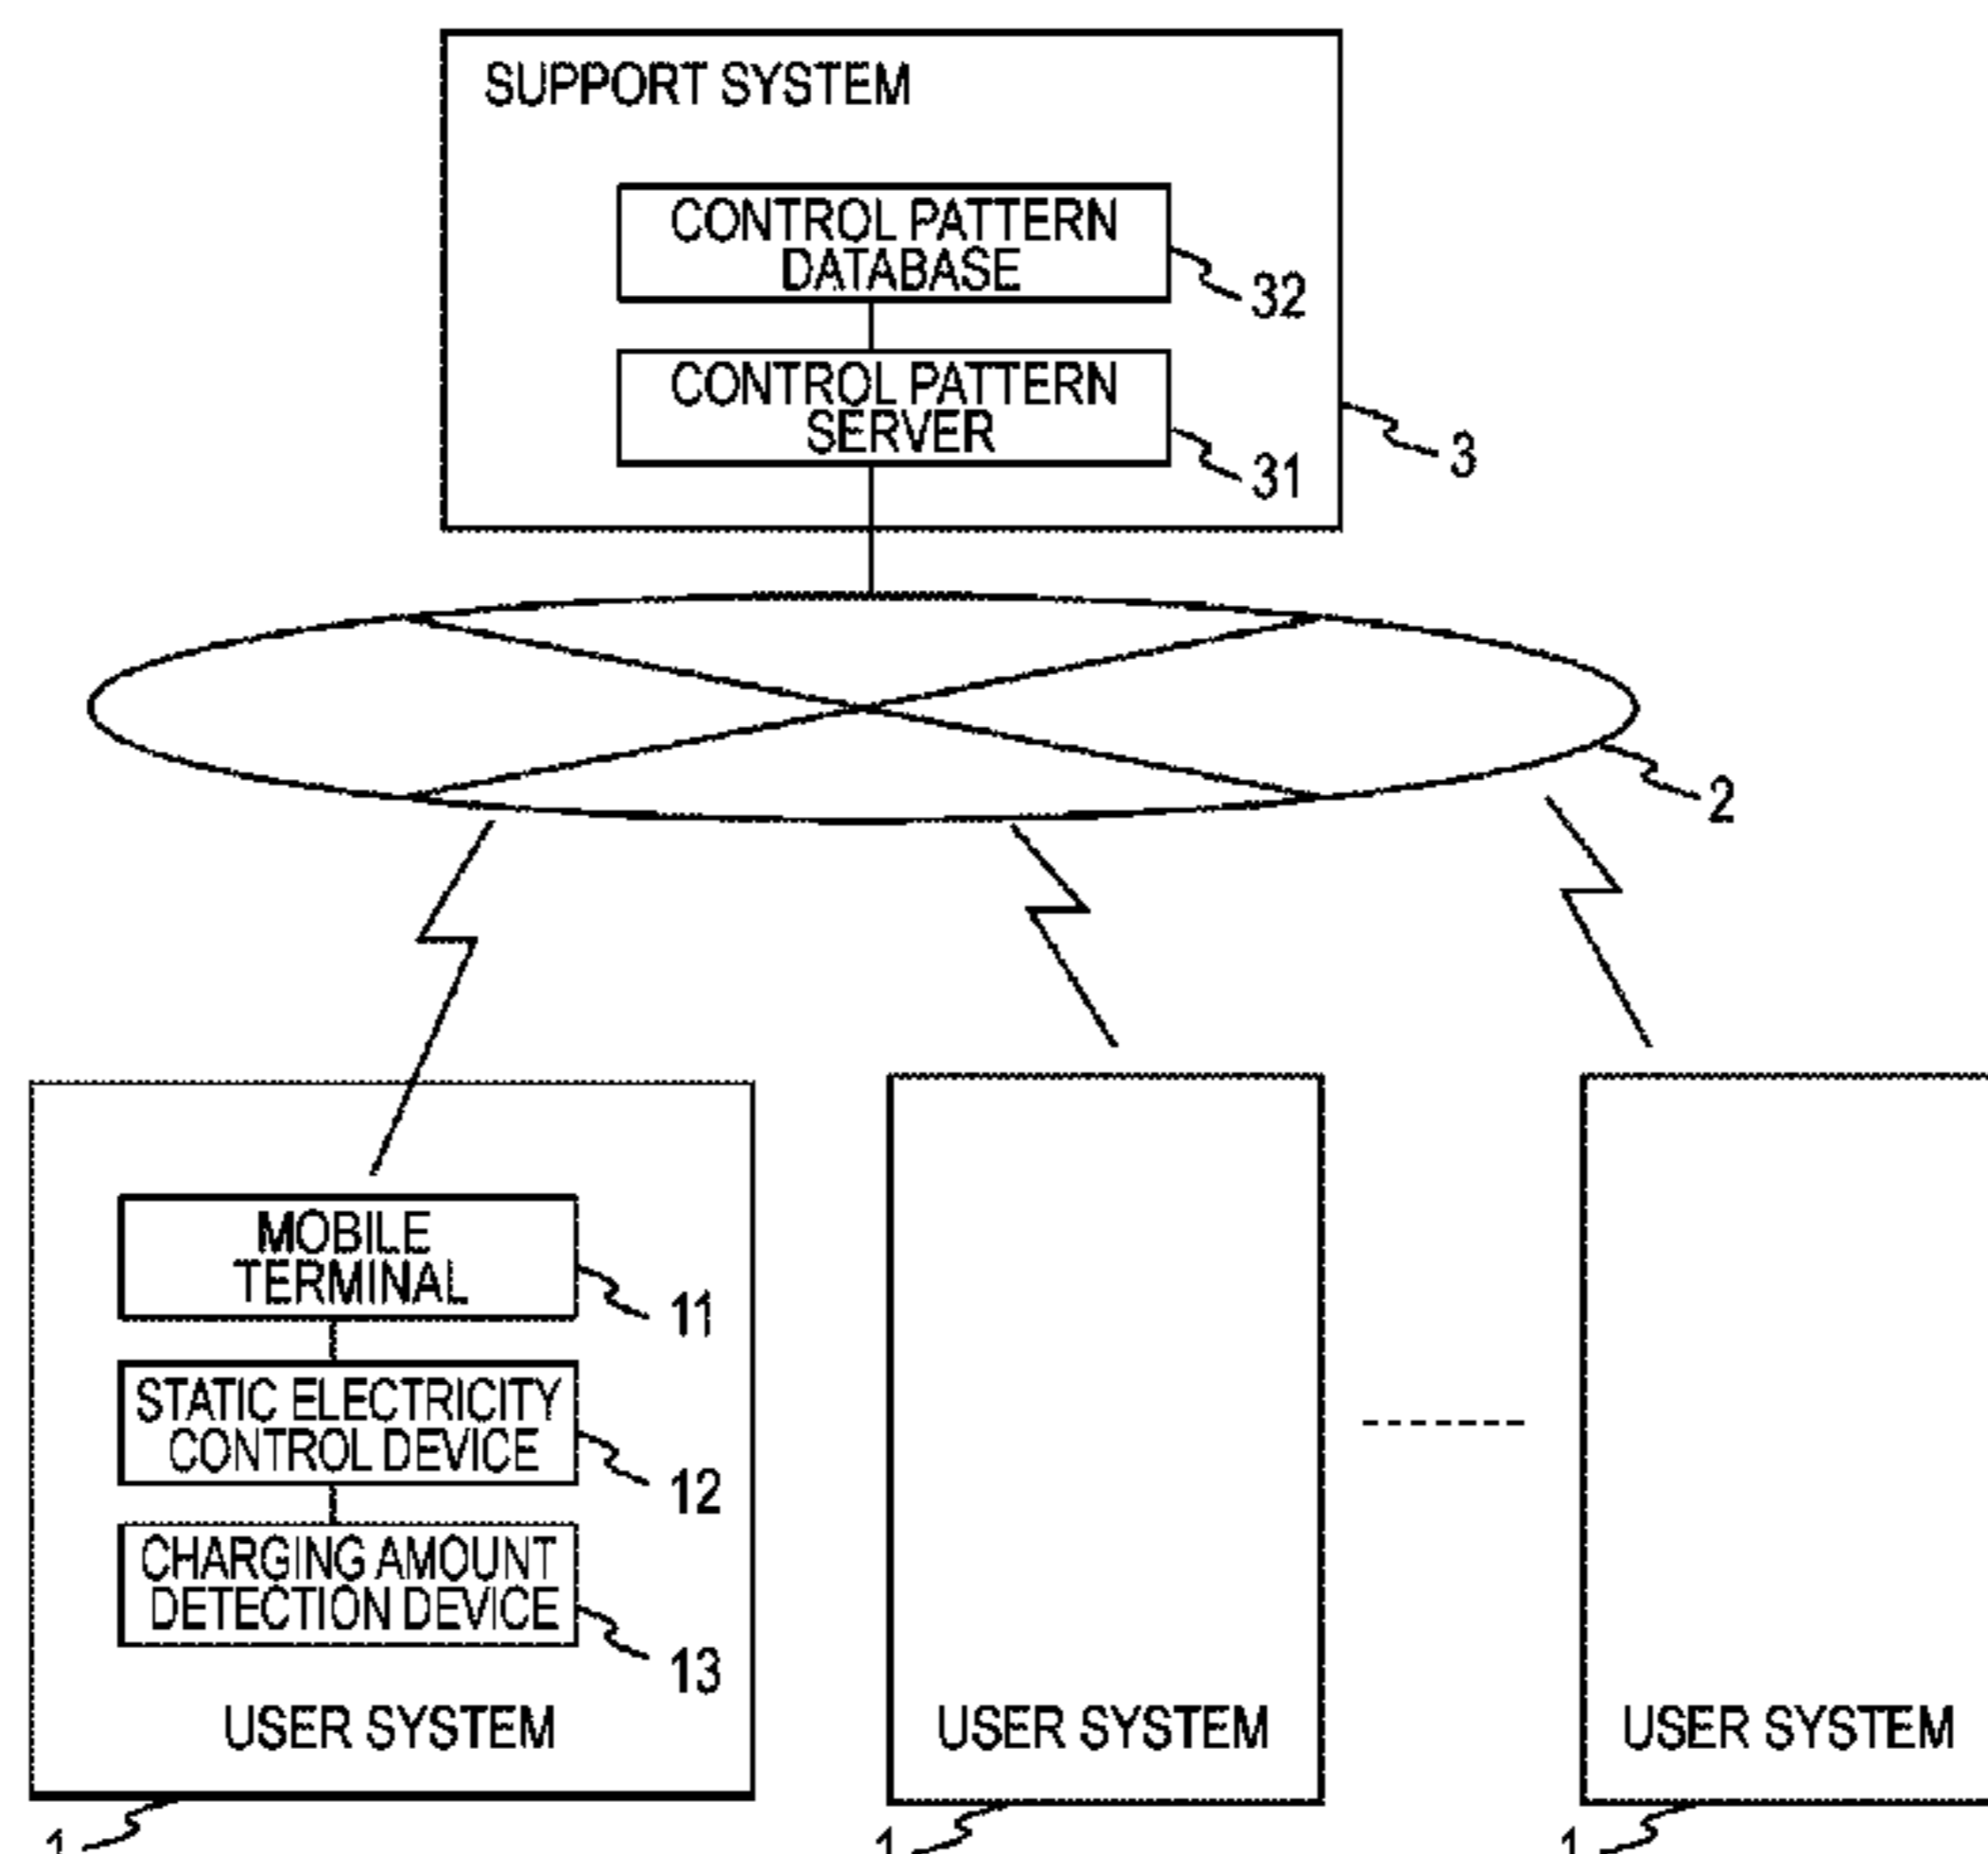 SUPPORT SYSTEM
CONTROL PATTERN
DATABASE
32
CONTROL PATTERN
SERVER
31
3
2
MOBILE
TERMINAL
11
STATIC ELECTRICITY
CONTROL DEVICE
12
CHARGING AMOUNT
DETECTION DEVICE
13
USER SYSTEM
USER SYSTEM
USER SYSTEM
1
1
1